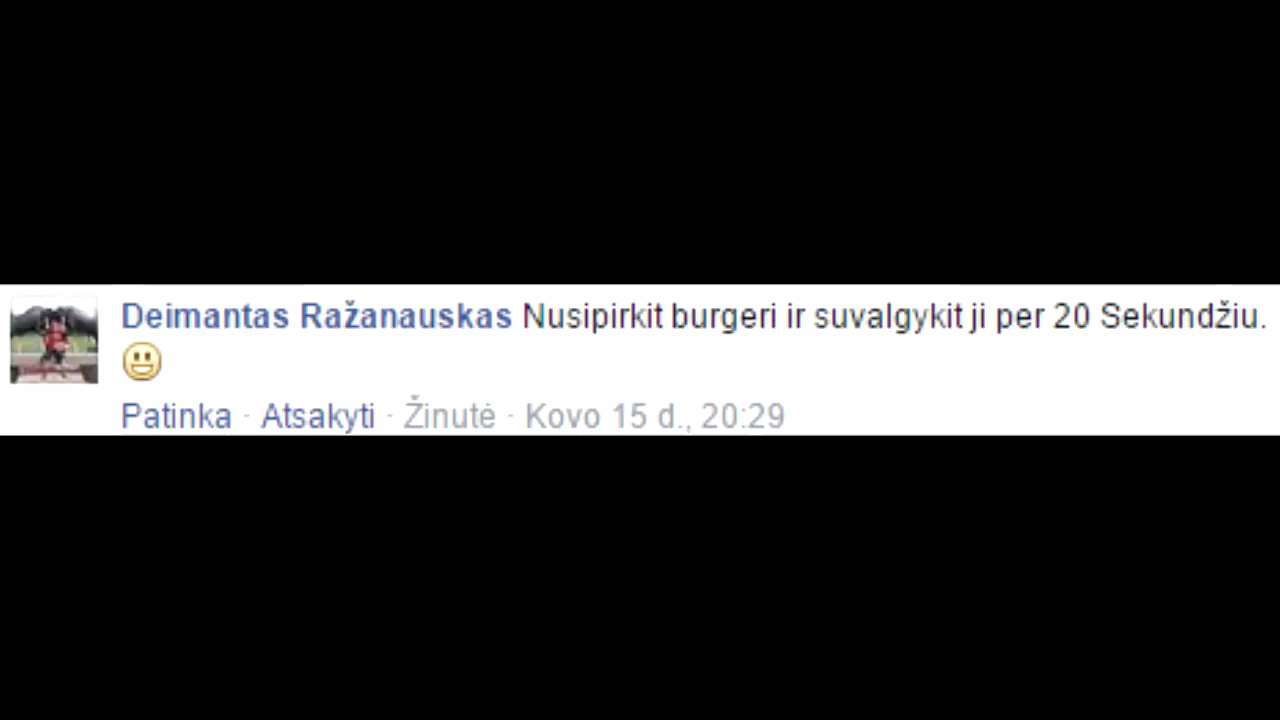 Deimantas Ražanauskas Nusipirkit burgeri ir suvalgykit ji per 20 Sekundžiu.
Patinka · Atsakyti · Žinutė · Kovo 15 d., 20:29